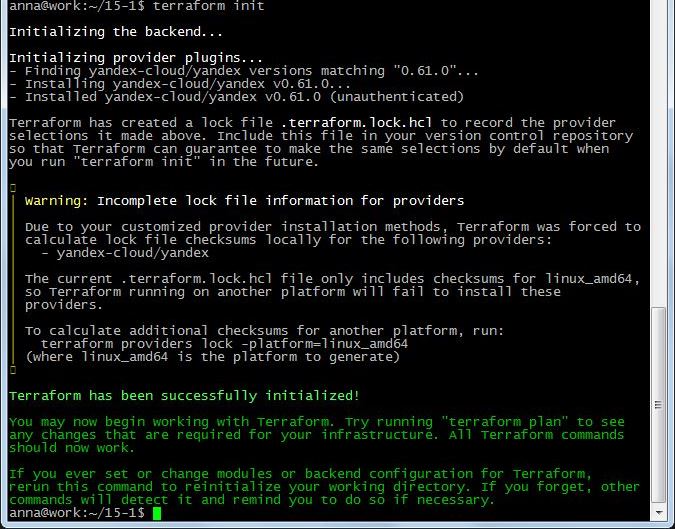 anna@work:~/15-1$ terraform init
Initializing the backend...
Initializing provider plugins...
- Finding yandex-cloud/yandex versions matching "0.61.0"...
- Installing yandex-cloud/yandex v0.61.0...
- Installed yandex-cloud/yandex v0.61.0 (unauthenticated)
Terraform has created a lock file .terraform.lock.hcl to record the provider
selections it made above. Include this file in your version control repository
so that Terraform can guarantee to make the same selections by default when
you run "terraform init" in the future.
Warning: Incomplete lock file information for providers
Due to your customized provider installation methods, Terraform was forced to
calculate lock file checksums locally for the following providers:
- yandex-cloud/yandex
The current .terraform.lock.hcl file only includes checksums for linux_amd64,
so Terraform running on another platform will fail to install these
providers.
To calculate additional checksums for another platform, run:
terraform providers lock -platform=linux_amd64
(where linux_amd64 is the platform to generate)
Terraform has been successfully initialized!
You may now begin working with Terraform. Try running "terraform plan" to see
any changes that are required for your infrastructure. All Terraform commands
should now work.
If you ever set or change modules or backend configuration for Terraform,
rerun this command to reinitialize your working directory. If you forget, other
commands will detect it and remind you to do so if necessary.
anna@work:~/15-1$